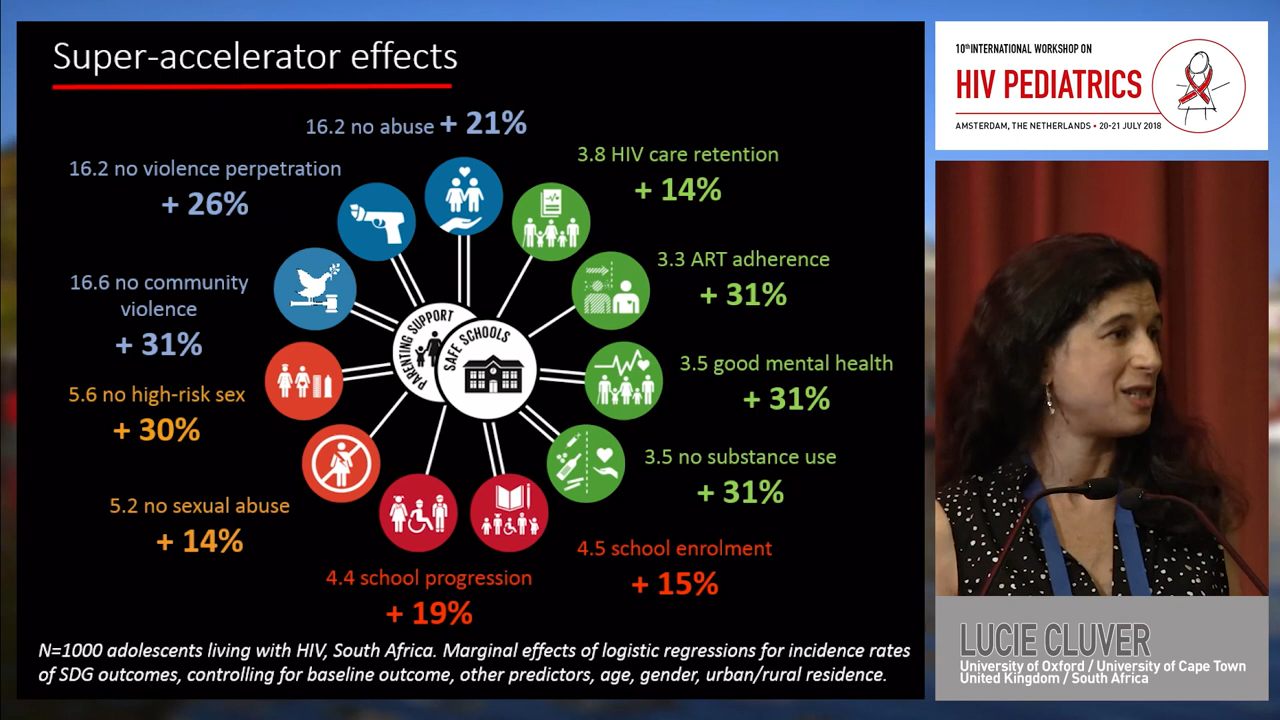 Super-accelerator effects
16.2 no abuse + 21%
16.2 no violence perpetration
+ 26%
16.6 no community
violence
+ 31%
5.6 no high-risk sex
+ 30%
5.2 no sexual abuse
+ 14%
4.4 school progression
+ 19%
4.5 school enrolment
+ 15%
3.5 no substance use
+ 31%
3.5 good mental health
+ 31%
3.3 ART adherence
+ 31%
3.8 HIV care retention
+ 14%
PARENTING SUPPORT
SAFE SCHOOLS
N=1000 adolescents living with HIV, South Africa. Marginal effects of logistic regressions for incidence rates
of SDG outcomes, controlling for baseline outcome, other predictors, age, gender, urban/rural residence.
10th INTERNATIONAL WORKSHOP ON
HIV PEDIATRICS
AMSTERDAM, THE NETHERLANDS • 20-21 JULY 2018
LUCIE CLUVER
University of Oxford / University of Cape Town
United Kingdom / South Africa